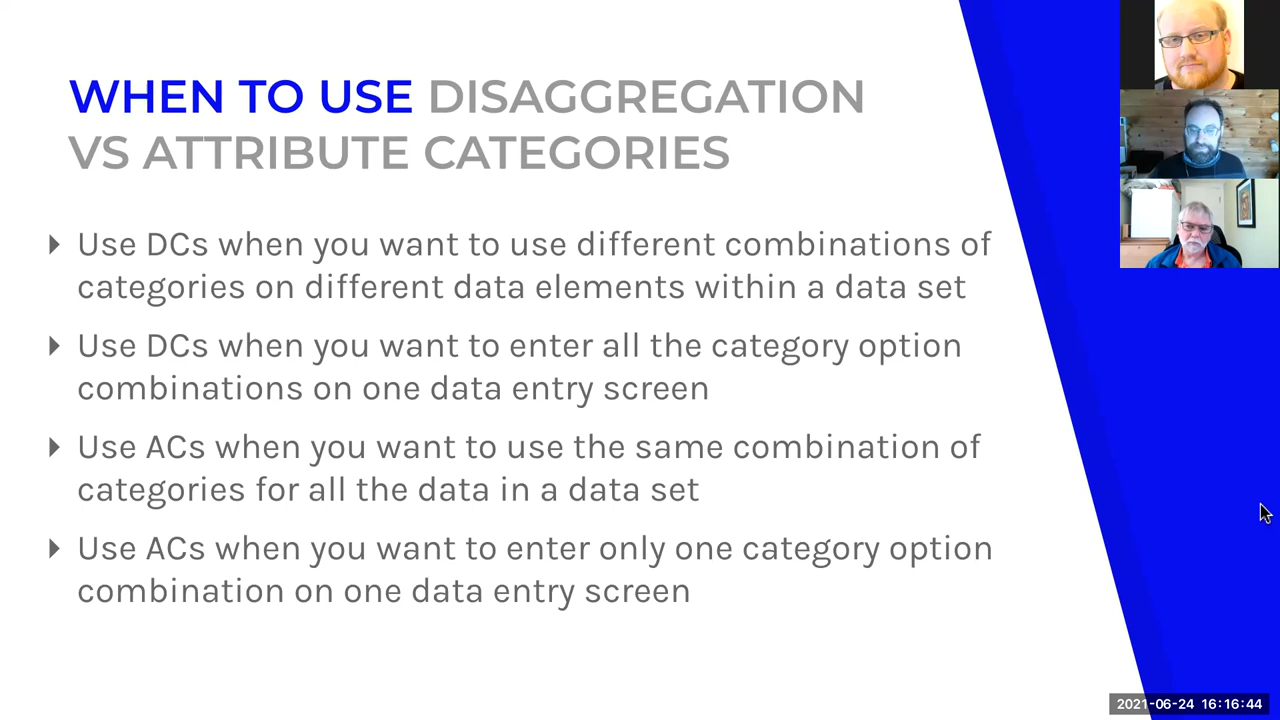 WHEN TO USE DISAGGREGATION
VS ATTRIBUTE CATEGORIES
Use DCs when you want to use different combinations of
categories on different data elements within a data set
Use DCs when you want to enter all the category option
combinations on one data entry screen
Use ACs when you want to use the same combination of
categories for all the data in a data set
Use ACs when you want to enter only one category option
combination on one data entry screen
2021-06-24 16:16:44